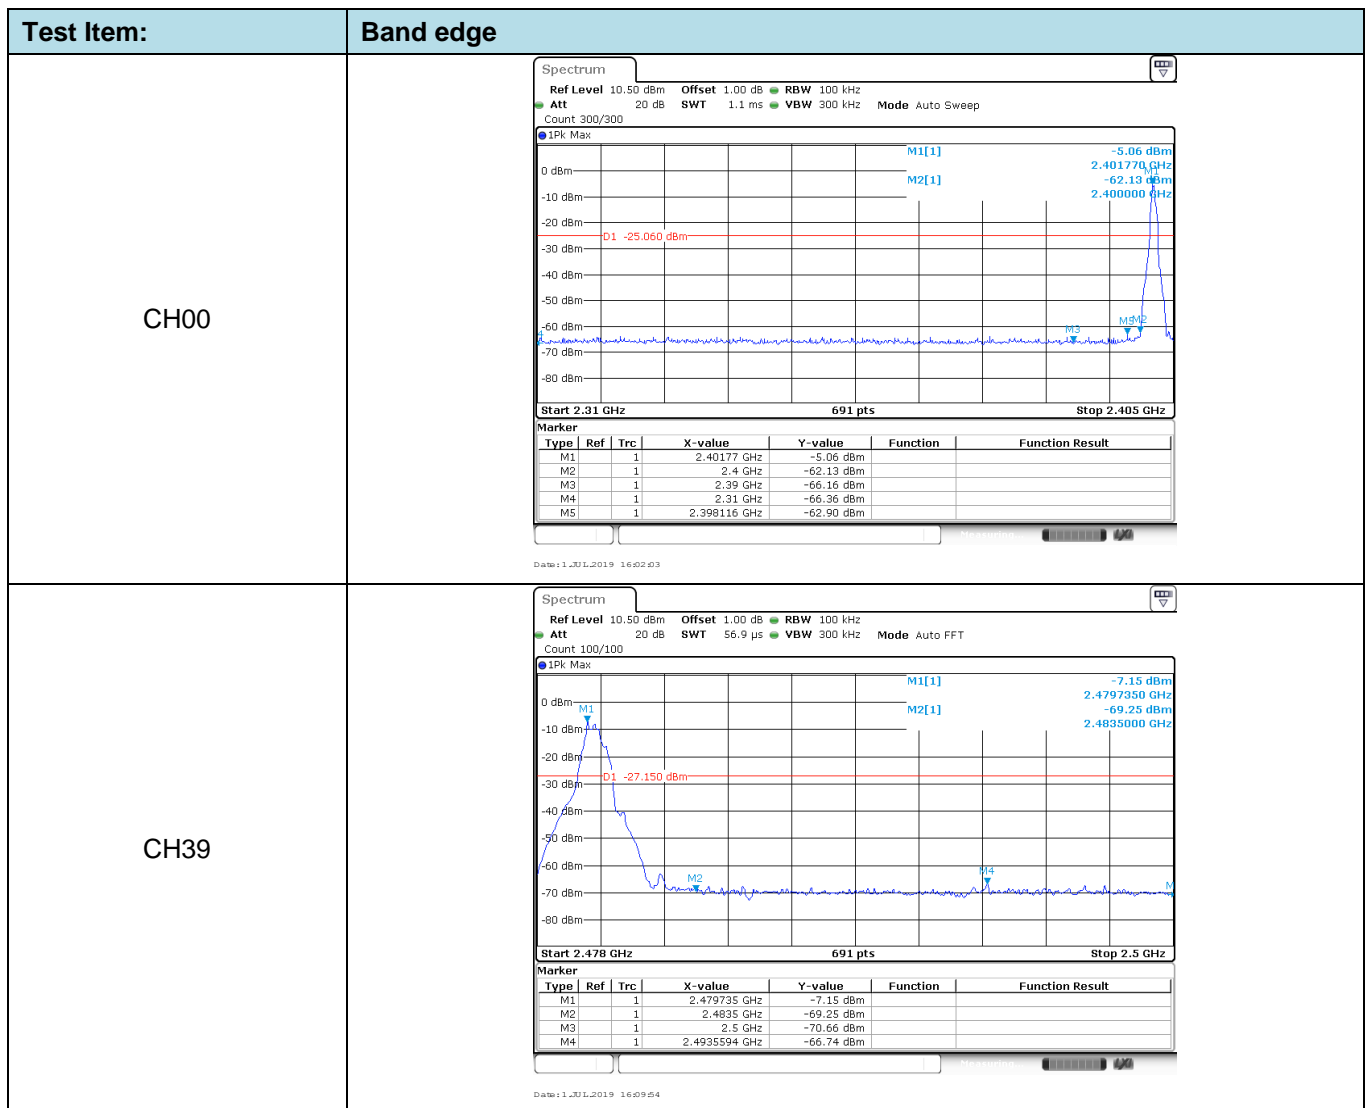 Test Item: Band edge
CH00
Spectrum
Ref Level 10.50 dBm Offset 1.00 dB RBW 100 kHz
Att 20 dB SWT 1.1 ms VBW 300 kHz Mode Auto Sweep
Count 300/300
1Pk Max
M1[1] -5.06 dBm
2.401770 GHz
M2[1] -62.13 dBm
2.400000 GHz
M1
0 dBm
-10 dBm
-20 dBm
D1 -25.060 dBm
-30 dBm
-40 dBm
-50 dBm
-60 dBm
M3 M5 M2
-70 dBm
-80 dBm
Start 2.31 GHz 691 pts Stop 2.405 GHz
Marker
Type Ref Trc X-value Y-value Function Function Result
M1 1 2.40177 GHz -5.06 dBm
M2 1 2.4 GHz -62.13 dBm
M3 1 2.39 GHz -66.16 dBm
M4 1 2.31 GHz -66.36 dBm
M5 1 2.398116 GHz -62.90 dBm
Measuring...
Date: 1.JUL.2019 16:02:03
CH39
Spectrum
Ref Level 10.50 dBm Offset 1.00 dB RBW 100 kHz
Att 20 dB SWT 56.9 µs VBW 300 kHz Mode Auto FFT
Count 100/100
1Pk Max
M1[1] -7.15 dBm
2.4797350 GHz
M2[1] -69.25 dBm
2.4835000 GHz
0 dBm
M1
-10 dBm
-20 dBm
D1 -27.150 dBm
-30 dBm
-40 dBm
-50 dBm
-60 dBm
M2 M4
-70 dBm
-80 dBm
Start 2.478 GHz 691 pts Stop 2.5 GHz
Marker
Type Ref Trc X-value Y-value Function Function Result
M1 1 2.479735 GHz -7.15 dBm
M2 1 2.4835 GHz -69.25 dBm
M3 1 2.5 GHz -70.66 dBm
M4 1 2.4935594 GHz -66.74 dBm
Measuring...
Date: 1.JUL.2019 16:09:54